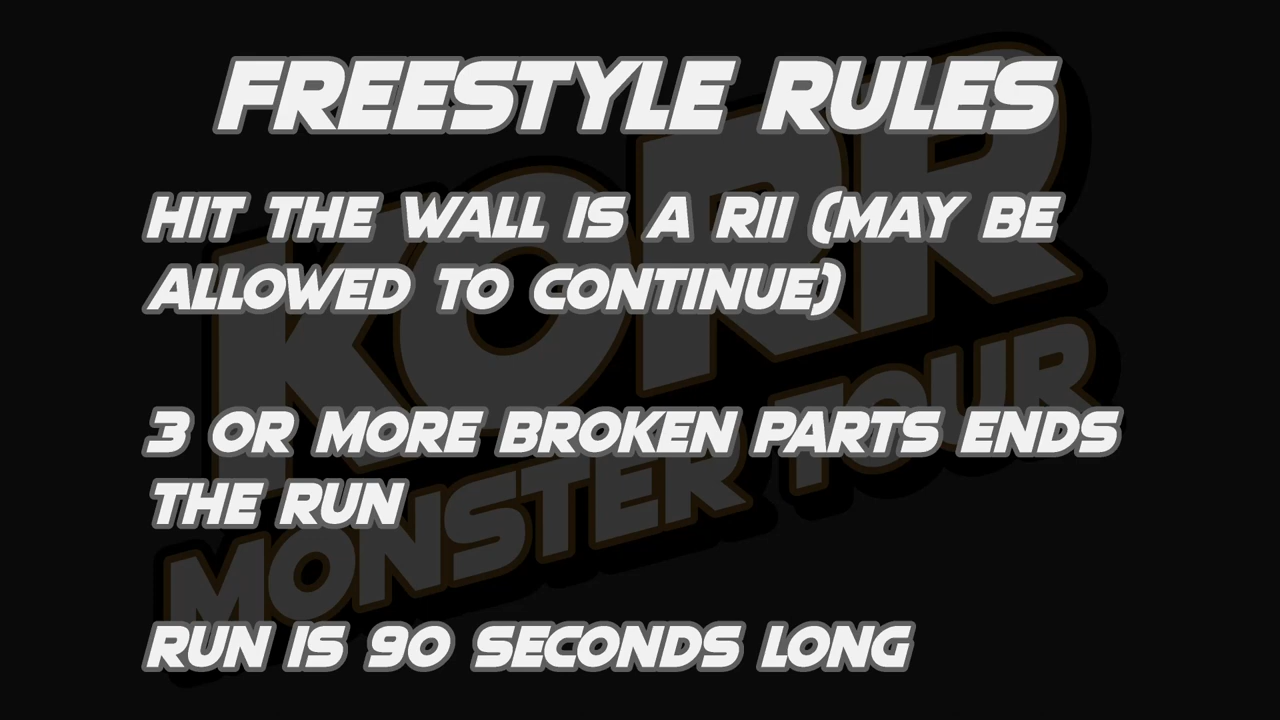 FREESTYLE RULES
HIT THE WALL IS A RII (MAY BE
ALLOWED TO CONTINUE)
3 OR MORE BROKEN PARTS ENDS
THE RUN
RUN IS 90 SECONDS LONG
KORR
MONSTER TOUR